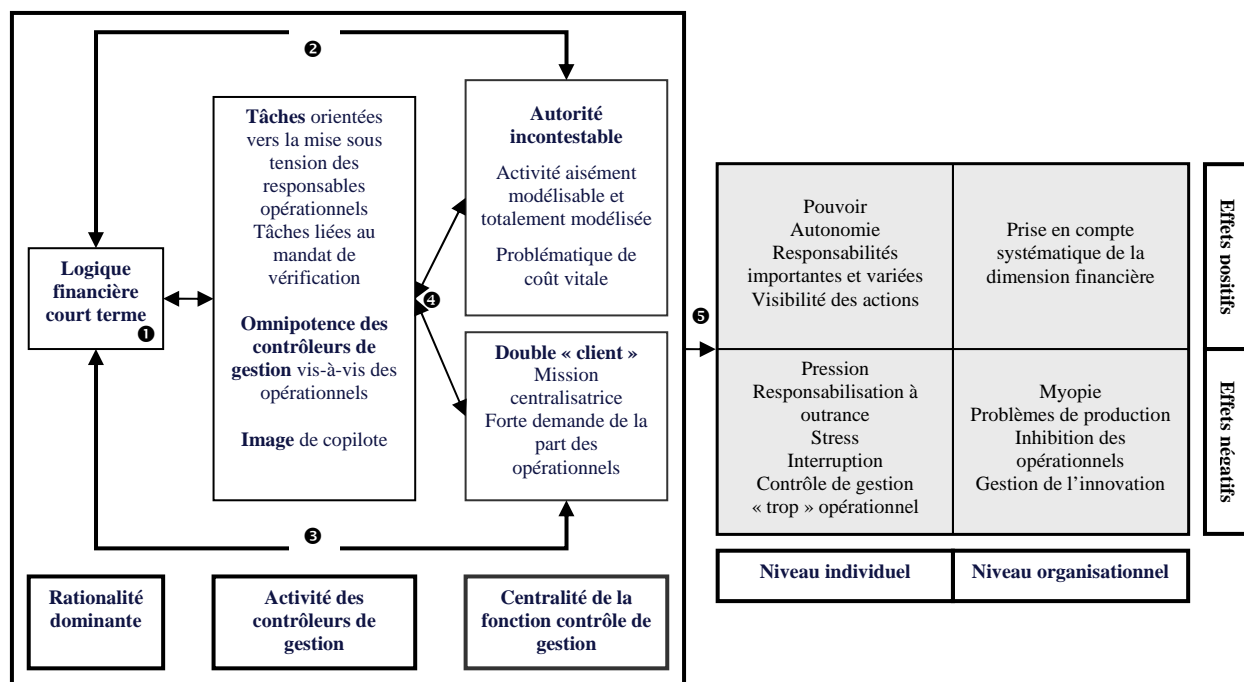 ❷
Logique
financière
court terme
❶
Tâches orientées
vers la mise sous
tension des
responsables
opérationnels
Tâches liées au
mandat de
vérification
Omnipotence des
contrôleurs de
gestion vis-à-vis des
opérationnels
Image de copilote
Autorité
incontestable
Activité aisément
modélisable et
totalement modélisée
Problématique de
coût vitale
❹
Double « client »
Mission
centralisatrice
Forte demande de la
part des
opérationnels
❸
Rationalité
dominante
Activité des
contrôleurs de
gestion
Centralité de la
fonction contrôle de
gestion
❺
Pouvoir
Autonomie
Responsabilités
importantes et variées
Visibilité des actions
Prise en compte
systématique de la
dimension financière
Effets positifs
Pression
Responsabilisation à
outrance
Stress
Interruption
Contrôle de gestion
« trop » opérationnel
Myopie
Problèmes de production
Inhibition des
opérationnels
Gestion de l’innovation
Effets négatifs
Niveau individuel
Niveau organisationnel